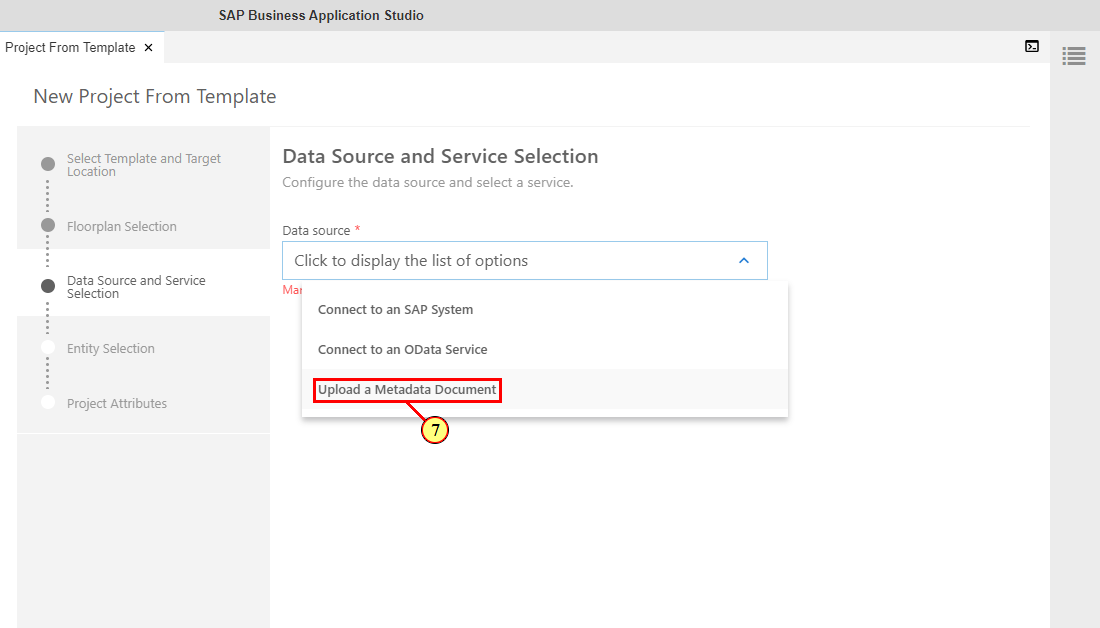 SAP Business Application Studio
Project From Template
New Project From Template
Select Template and Target
Location
Floorplan Selection
Data Source and Service
Selection
Entity Selection
Project Attributes
Data Source and Service Selection
Configure the data source and select a service.
Data source *
Click to display the list of options
Connect to an SAP System
Connect to an OData Service
Upload a Metadata Document
7